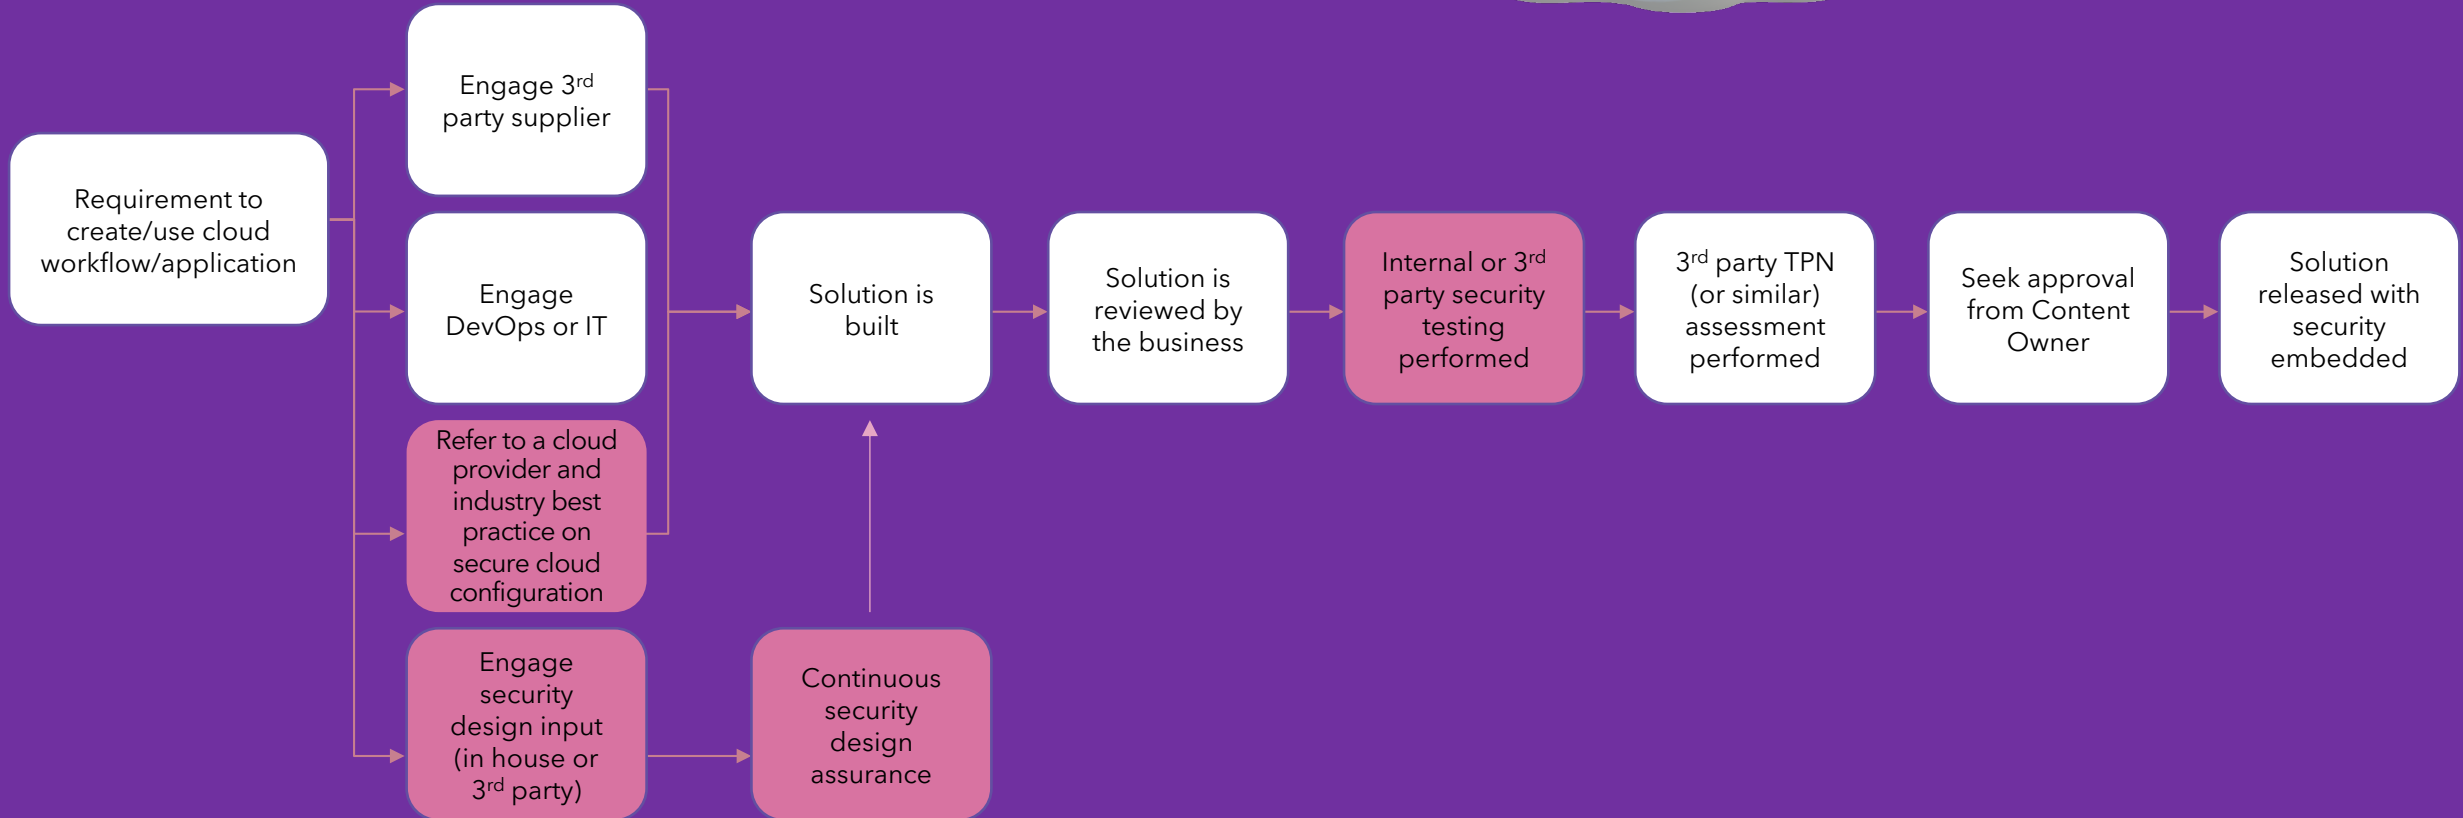 Requirement to
create/use cloud
workflow/application
Engage 3rd
party supplier
Engage
DevOps or IT
Refer to a cloud
provider and
industry best
practice on
secure cloud
configuration
Engage
security
design input
(in house or
3rd party)
Solution is
built
Continuous
security
design
assurance
Solution is
reviewed by
the business
Internal or 3rd
party security
testing
performed
3rd party TPN
(or similar)
assessment
performed
Seek approval
from Content
Owner
Solution
released with
security
embedded